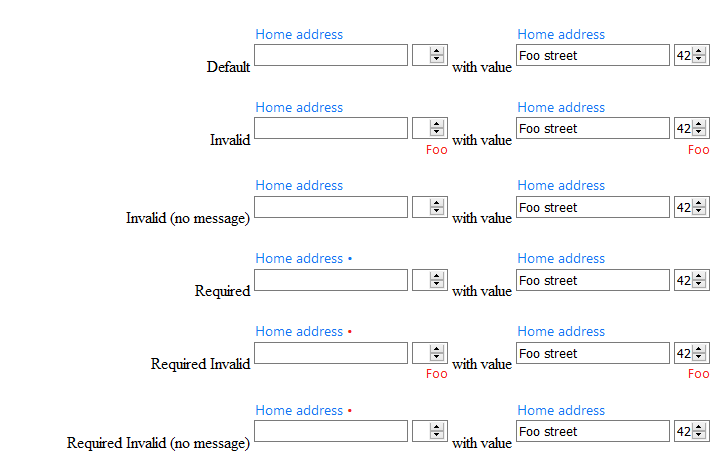 Home address Home address
Default with value Foo street 42
Home address Home address
Invalid with value Foo street 42
Foo Foo
Home address Home address
Invalid (no message) with value Foo street 42
Home address • Home address
Required with value Foo street 42
Home address • Home address
Required Invalid with value Foo street 42
Foo Foo
Home address • Home address
Required Invalid (no message) with value Foo street 42